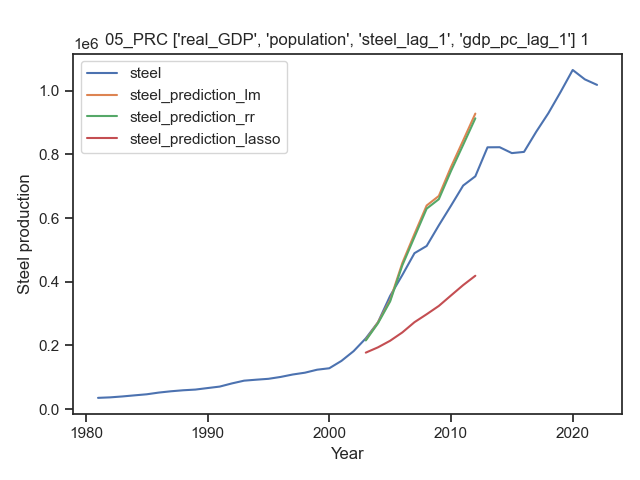 05_PRC ['real_GDP', 'population', 'steel_lag_1', 'gdp_pc_lag_1'] 1
1e6
steel
steel_prediction_lm
steel_prediction_rr
steel_prediction_lasso
Steel production
1.0
0.8
0.6
0.4
0.2
0.0
1980 1990 2000 2010 2020
Year